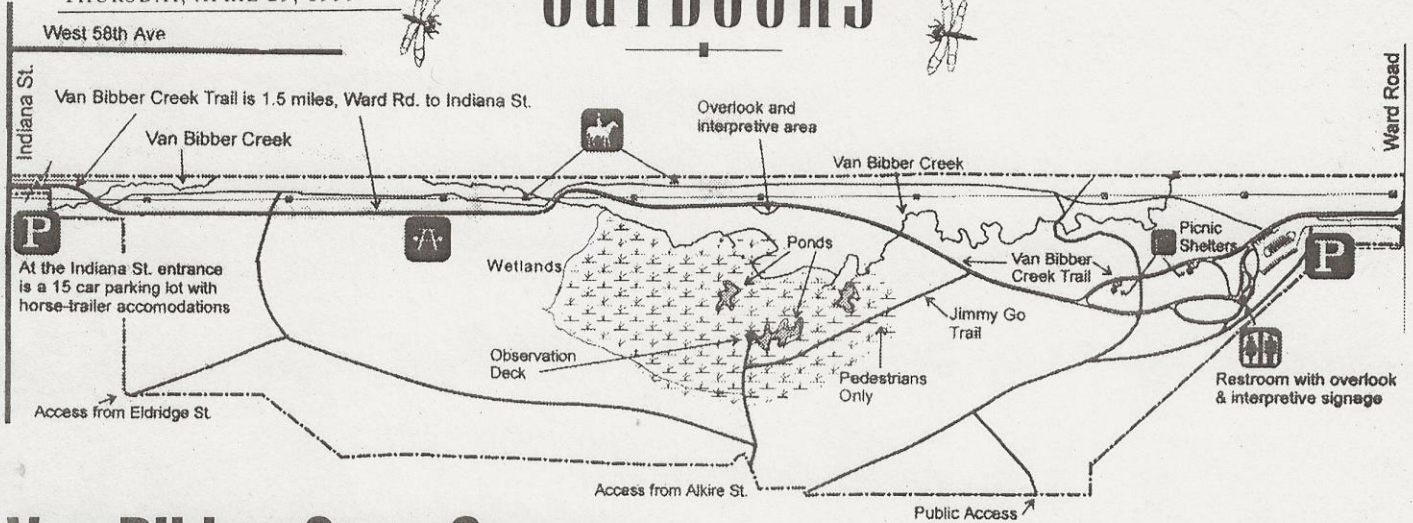 THURSDAY, APRIL
OUTDOORS
West 58th Ave
Indiana St.
Ward Road
Van Bibber Creek Trail is 1.5 miles, Ward Rd. to Indiana St.
Van Bibber Creek
Overlook and
interpretive area
Van Bibber Creek
P
At the Indiana St. entrance
is a 15 car parking lot with
horse-trailer accomodations
Wetlands
Ponds
Van Bibber
Creek Trail
Picnic
Shelters
P
Jimmy Go
Trail
Observation
Deck
Pedestrians
Only
Restroom with overlook
& interpretive signage
Access from Eldridge St.
Access from Alkire St.
Public Access